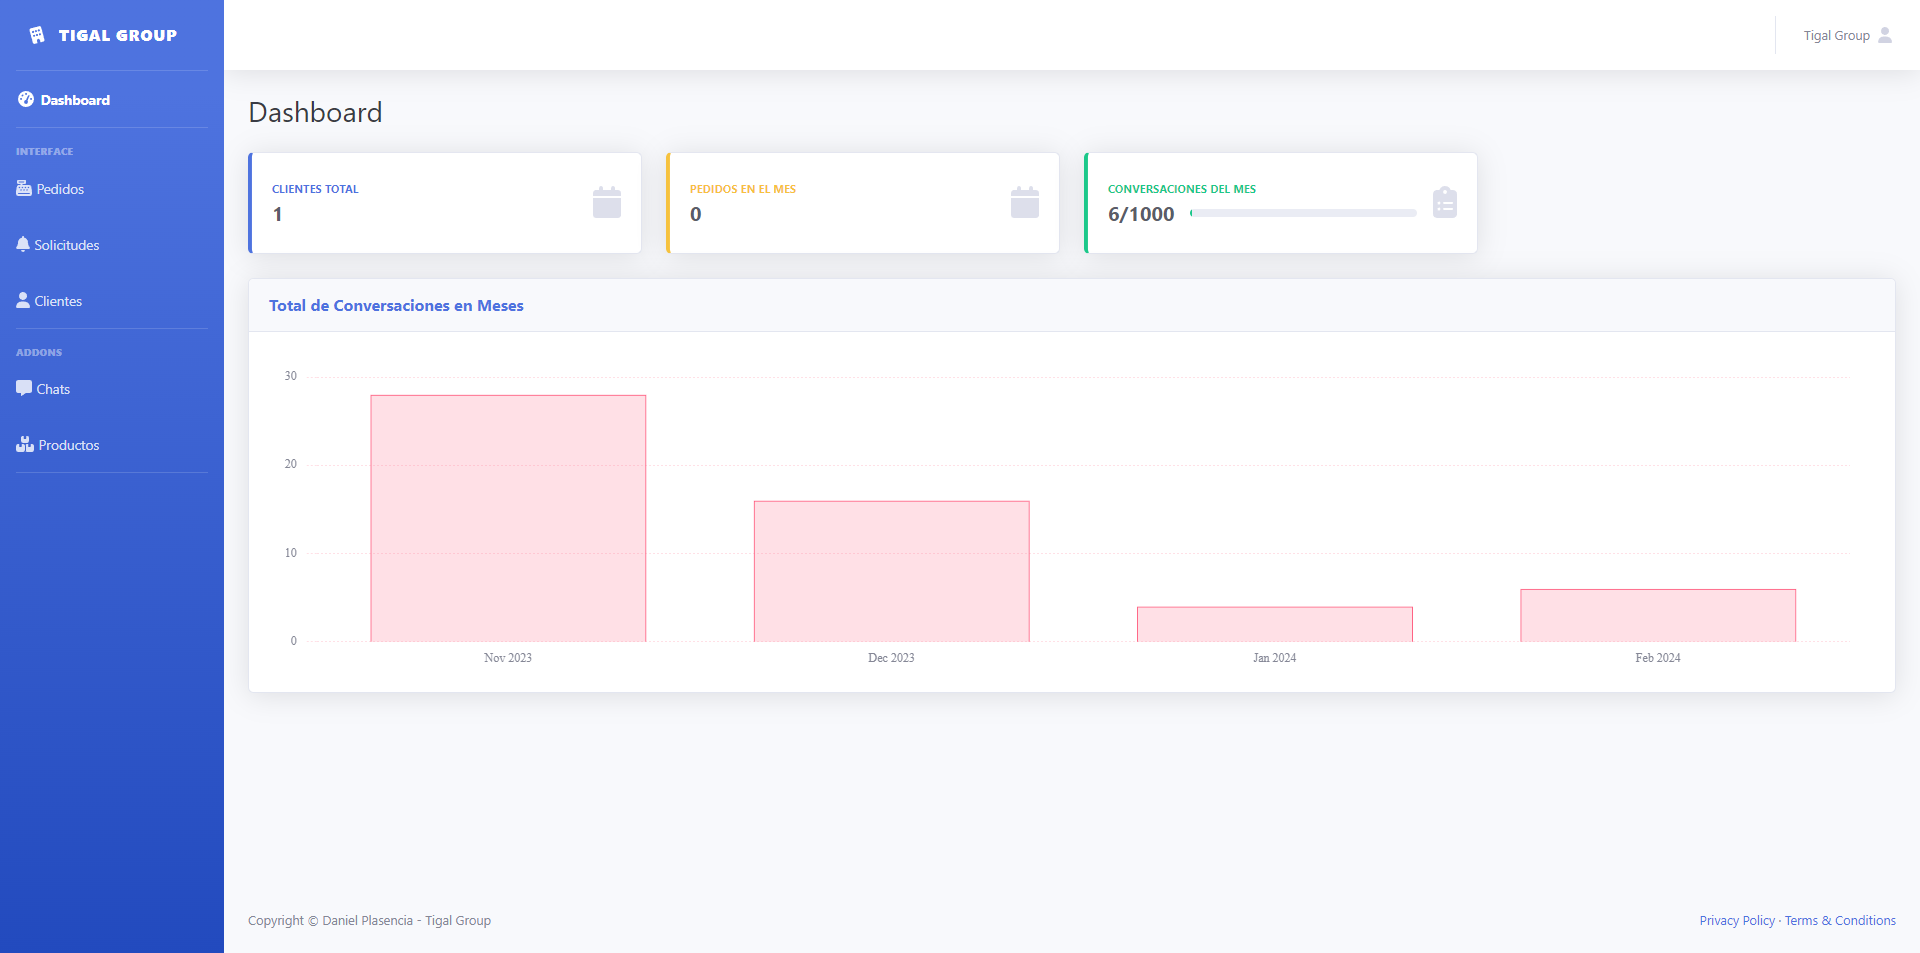 TIGAL GROUP
Tigal Group
Dashboard
INTERFACE
Pedidos
Solicitudes
Clientes
ADDONS
Chats
Productos
Dashboard
CLIENTES TOTAL
1
PEDIDOS EN EL MES
0
CONVERSACIONES DEL MES
6/1000
Total de Conversaciones en Meses
30
20
10
0
Nov 2023
Dec 2023
Jan 2024
Feb 2024
Copyright © Daniel Plasencia - Tigal Group
Privacy Policy · Terms & Conditions